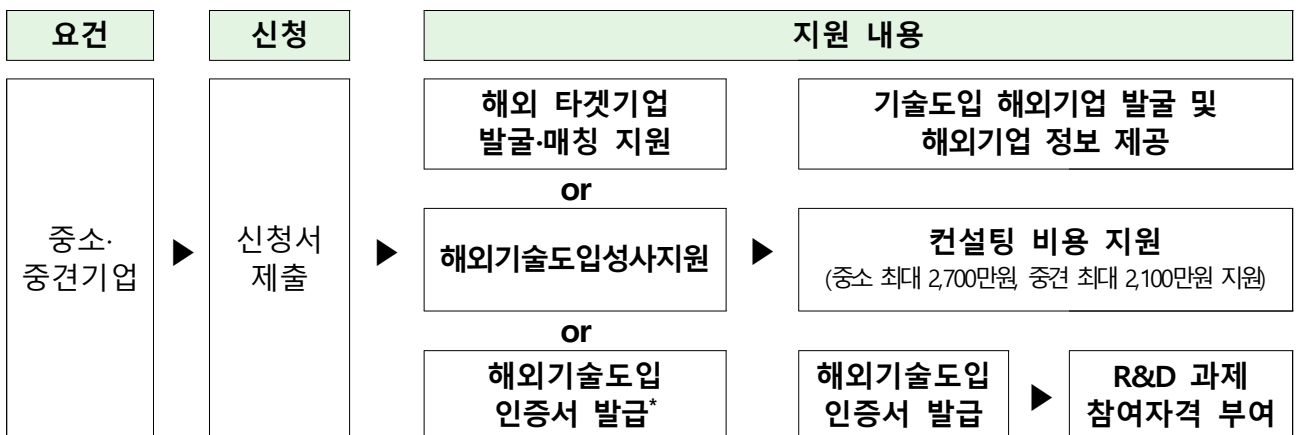 요건
신청
지원 내용
중소·
중견기업
▶
신청서
제출
▶
해외 타겟기업
발굴·매칭 지원
기술도입 해외기업 발굴 및
해외기업 정보 제공
or
해외기술도입성사지원
▶
컨설팅 비용 지원
(중소 최대 2,700만원, 중견 최대 2,100만원 지원)
or
해외기술도입
인증서 발급*
해외기술도입
인증서 발급
▶
R&D 과제
참여자격 부여